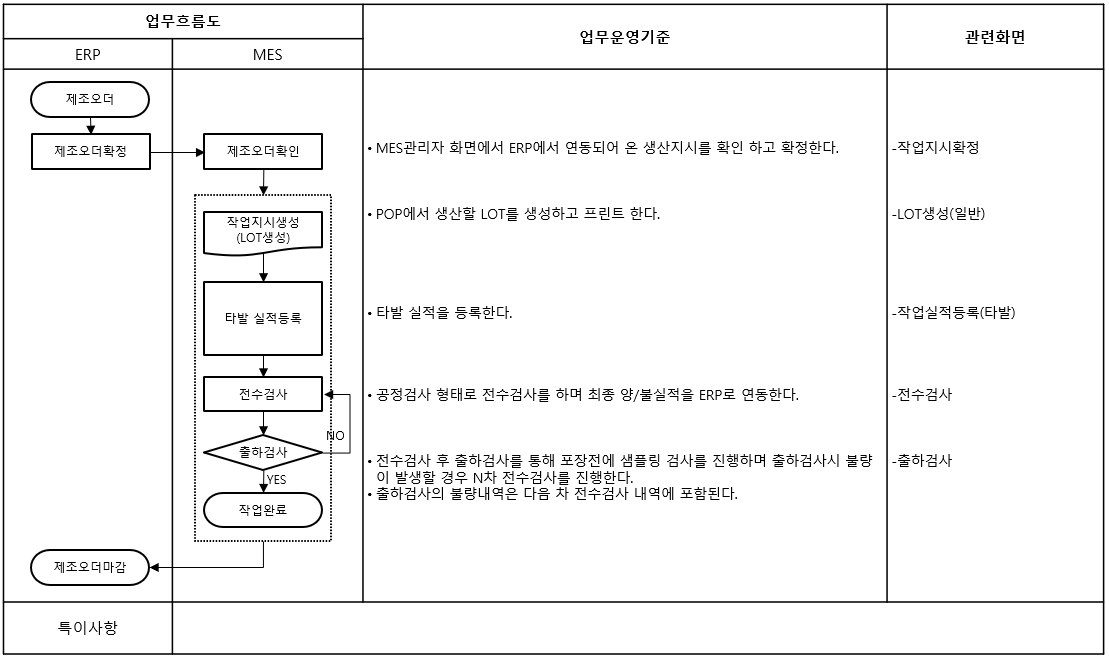 업무흐름도
업무운영기준
관련화면
ERP
MES
제조오더
제조오더확정
제조오더확인
• MES관리자 화면에서 ERP에서 연동되어 온 생산지시를 확인 하고 확정한다.
-작업지시확정
작업지시생성
(LOT생성)
• POP에서 생산할 LOT를 생성하고 프린트 한다.
-LOT생성(일반)
타발 실적등록
• 타발 실적을 등록한다.
-작업실적등록(타발)
전수검사
• 공정검사 형태로 전수검사를 하며 최종 양/불실적을 ERP로 연동한다.
-전수검사
NO
출하검사
• 전수검사 후 출하검사를 통해 포장전에 샘플링 검사를 진행하며 출하검사시 불량
이 발생할 경우 N차 전수검사를 진행한다.
• 출하검사의 불량내역은 다음 차 전수검사 내역에 포함된다.
-출하검사
YES
작업완료
제조오더마감
특이사항